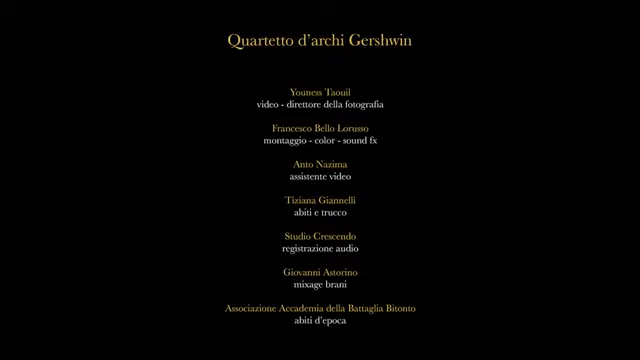 Quartetto d'archi Gershwin
Youness Taouil
video - direttore della fotografia
Francesco Bello Lorusso
montaggio - color - sound fx
Anto Nazima
assistente video
Tiziana Giannelli
abiti e trucco
Studio Crescendo
registrazione audio
Giovanni Astorino
mixage brani
Associazione Accademia della Battaglia Bitonto
abiti d'epoca